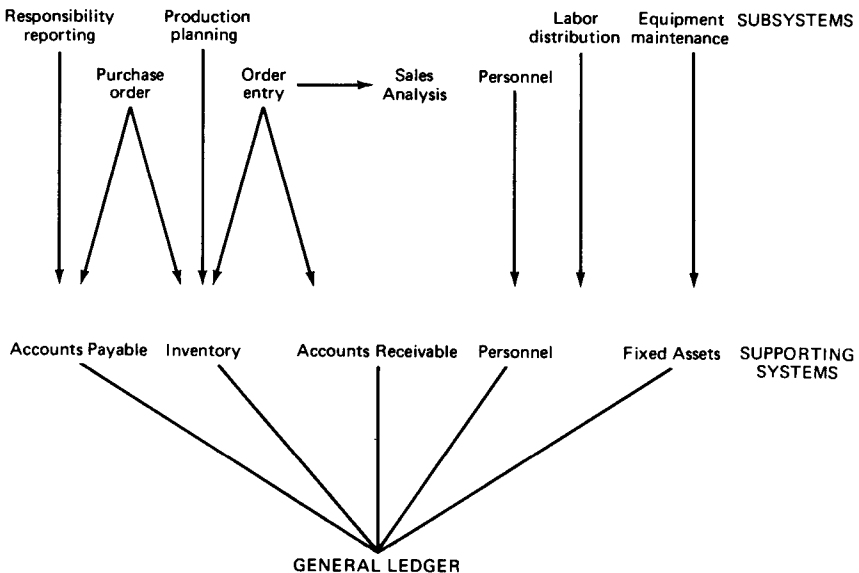 Responsibility
reporting
Production
planning
Labor
distribution
Equipment
maintenance
SUBSYSTEMS
Purchase
order
Order
entry
Sales
Analysis
Personnel
Accounts Payable
Inventory
Accounts Receivable
Personnel
Fixed Assets
SUPPORTING
SYSTEMS
GENERAL LEDGER